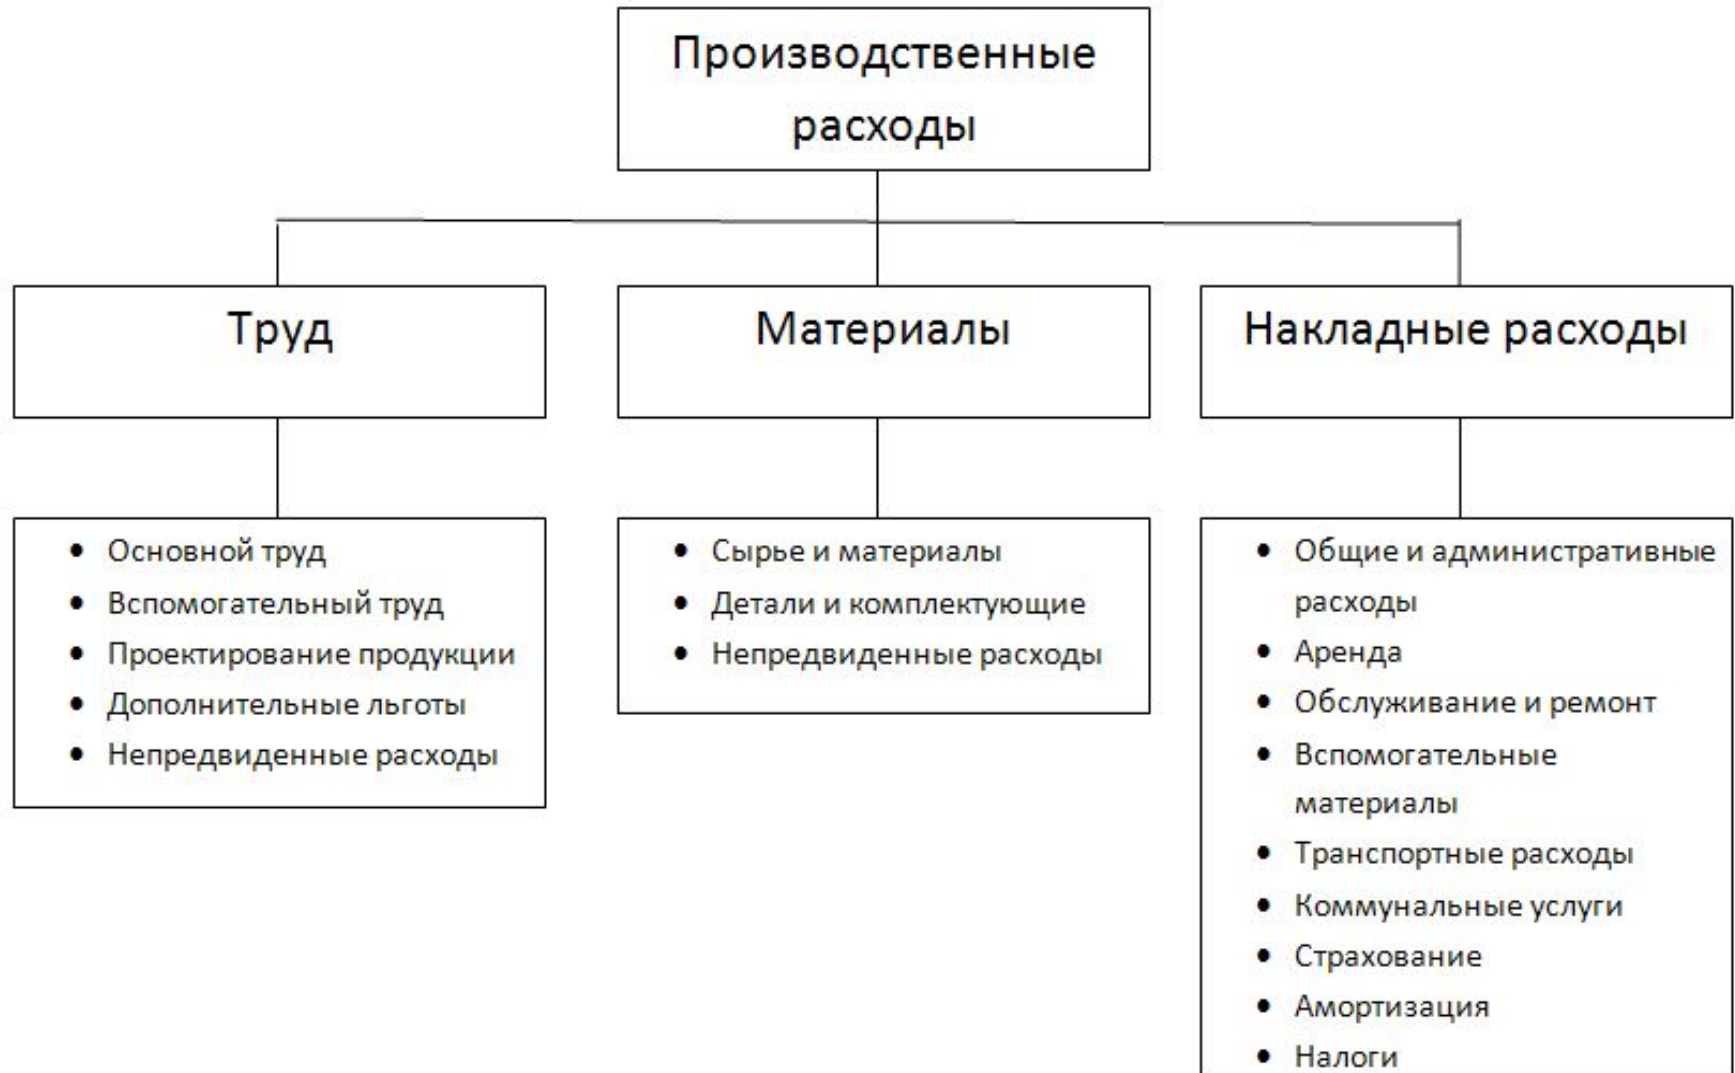 Производственные
расходы
Труд
Материалы
Накладные расходы
• Основной труд
• Вспомогательный труд
• Проектирование продукции
• Дополнительные льготы
• Непредвиденные расходы
• Сырье и материалы
• Детали и комплектующие
• Непредвиденные расходы
• Общие и административные
расходы
• Аренда
• Обслуживание и ремонт
• Вспомогательные
материалы
• Транспортные расходы
• Коммунальные услуги
• Страхование
• Амортизация
• Налоги